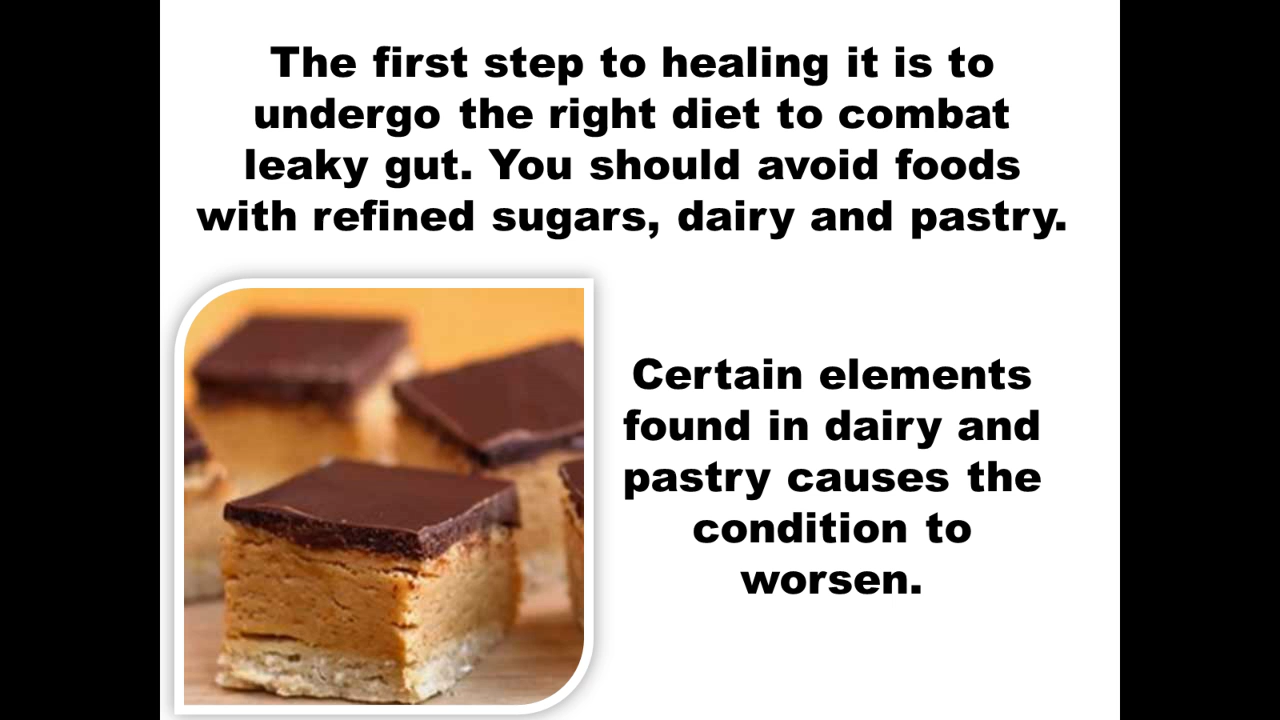 The first step to healing it is to
undergo the right diet to combat
leaky gut. You should avoid foods
with refined sugars, dairy and pastry.
Certain elements
found in dairy and
pastry causes the
condition to
worsen.